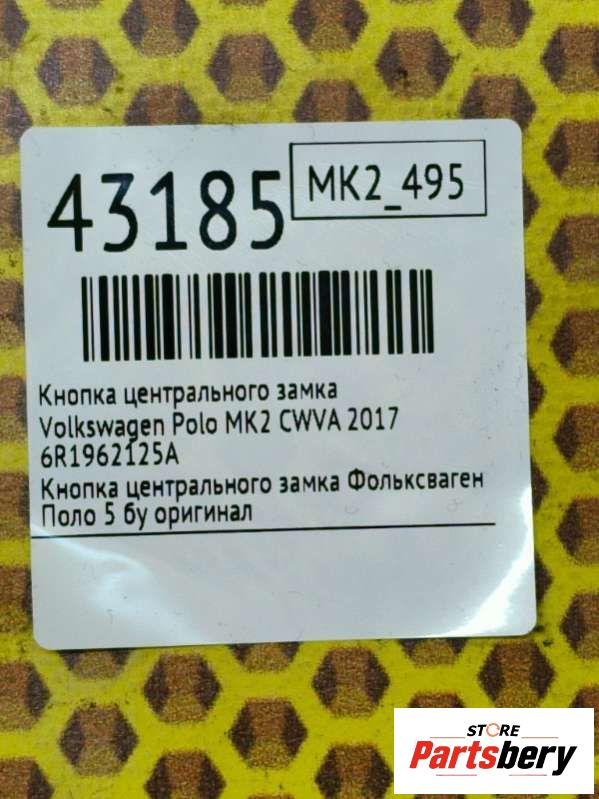 43185
MK2_495
Кнопка центрального замка
Volkswagen Polo MK2 CWVA 2017
6R1962125A
Кнопка центрального замка Фольксваген
Поло 5 бу оригинал
STORE
Partsbery